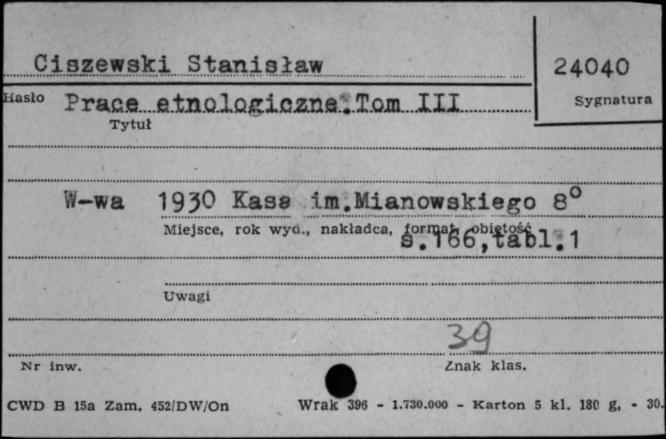 Ciszewski Stanisław
24040
Hasło
Sygnatura
Prace etnologiczne. Tom III
Tytuł
W-wa 1930 Kasa im.Mianowskiego 8°
Miejsce, rok wyd., nakładca, format, objętość
s.166,tabl.1
Uwagi
39
Nr inw.
Znak klas.
CWD B 15a Zam. 452/DW/On
Wrak 396 - 1.730.000 - Karton 5 kl. 180 g, - 30.